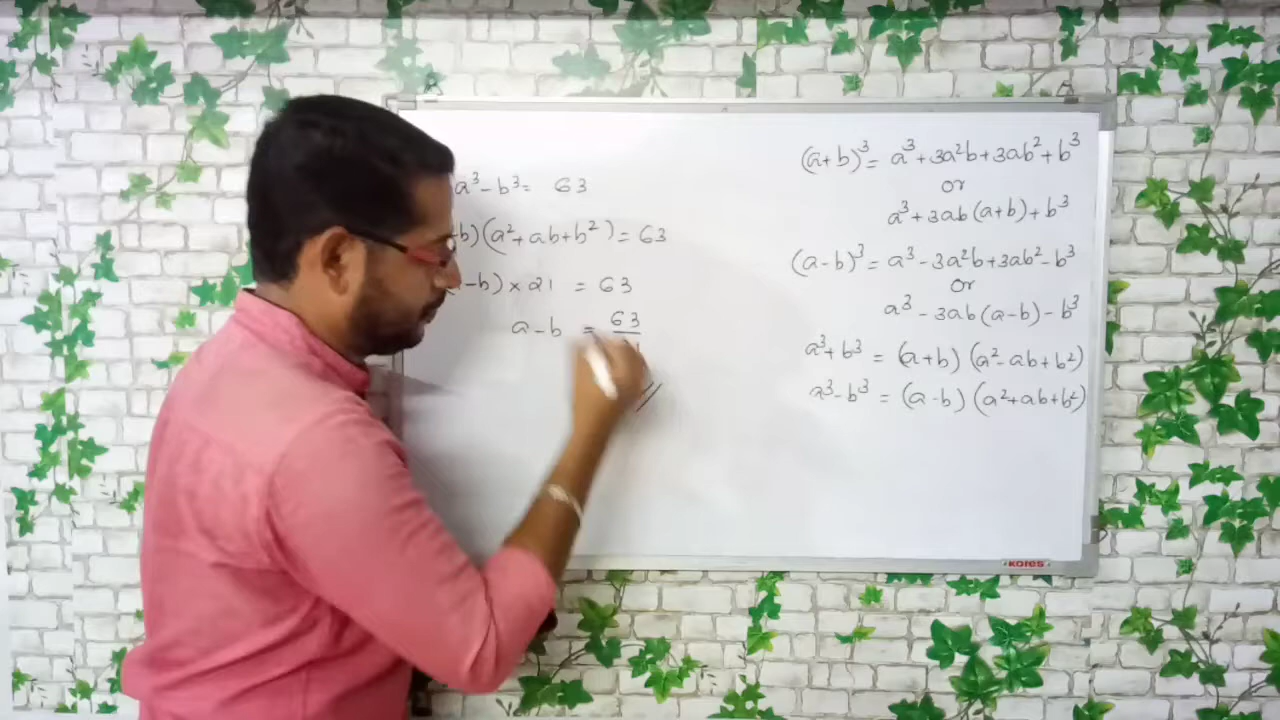 a³-b³= 63
b)(a²+ab+b²)=63
-b)×21 = 63
a-b = 63
(a+b)³= a³+3a²b+3ab²+b³
or
a³+3ab(a+b)+b³
(a-b)³= a³-3a²b+3ab²-b³
or
a³-3ab(a-b)-b³
a³+b³ = (a+b) (a²-ab+b²)
a³-b³ = (a-b) (a²+ab+b²)
KORES